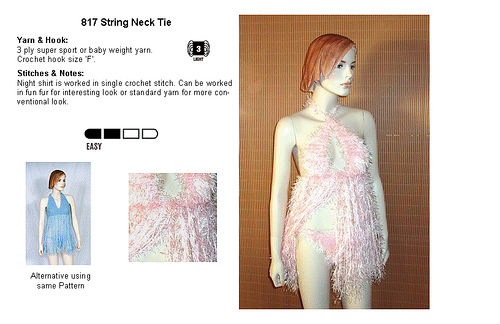 817 String Neck Tie
Yarn & Hook:
3 ply super sport or baby weight yarn.
Crochet hook size 'F'.
3
LIGHT
Stitches & Notes:
Night shirt is worked in single crochet stitch. Can be worked
in fun fur for interesting look or standard yarn for more con-
ventional look.
EASY
Alternative using
same Pattern